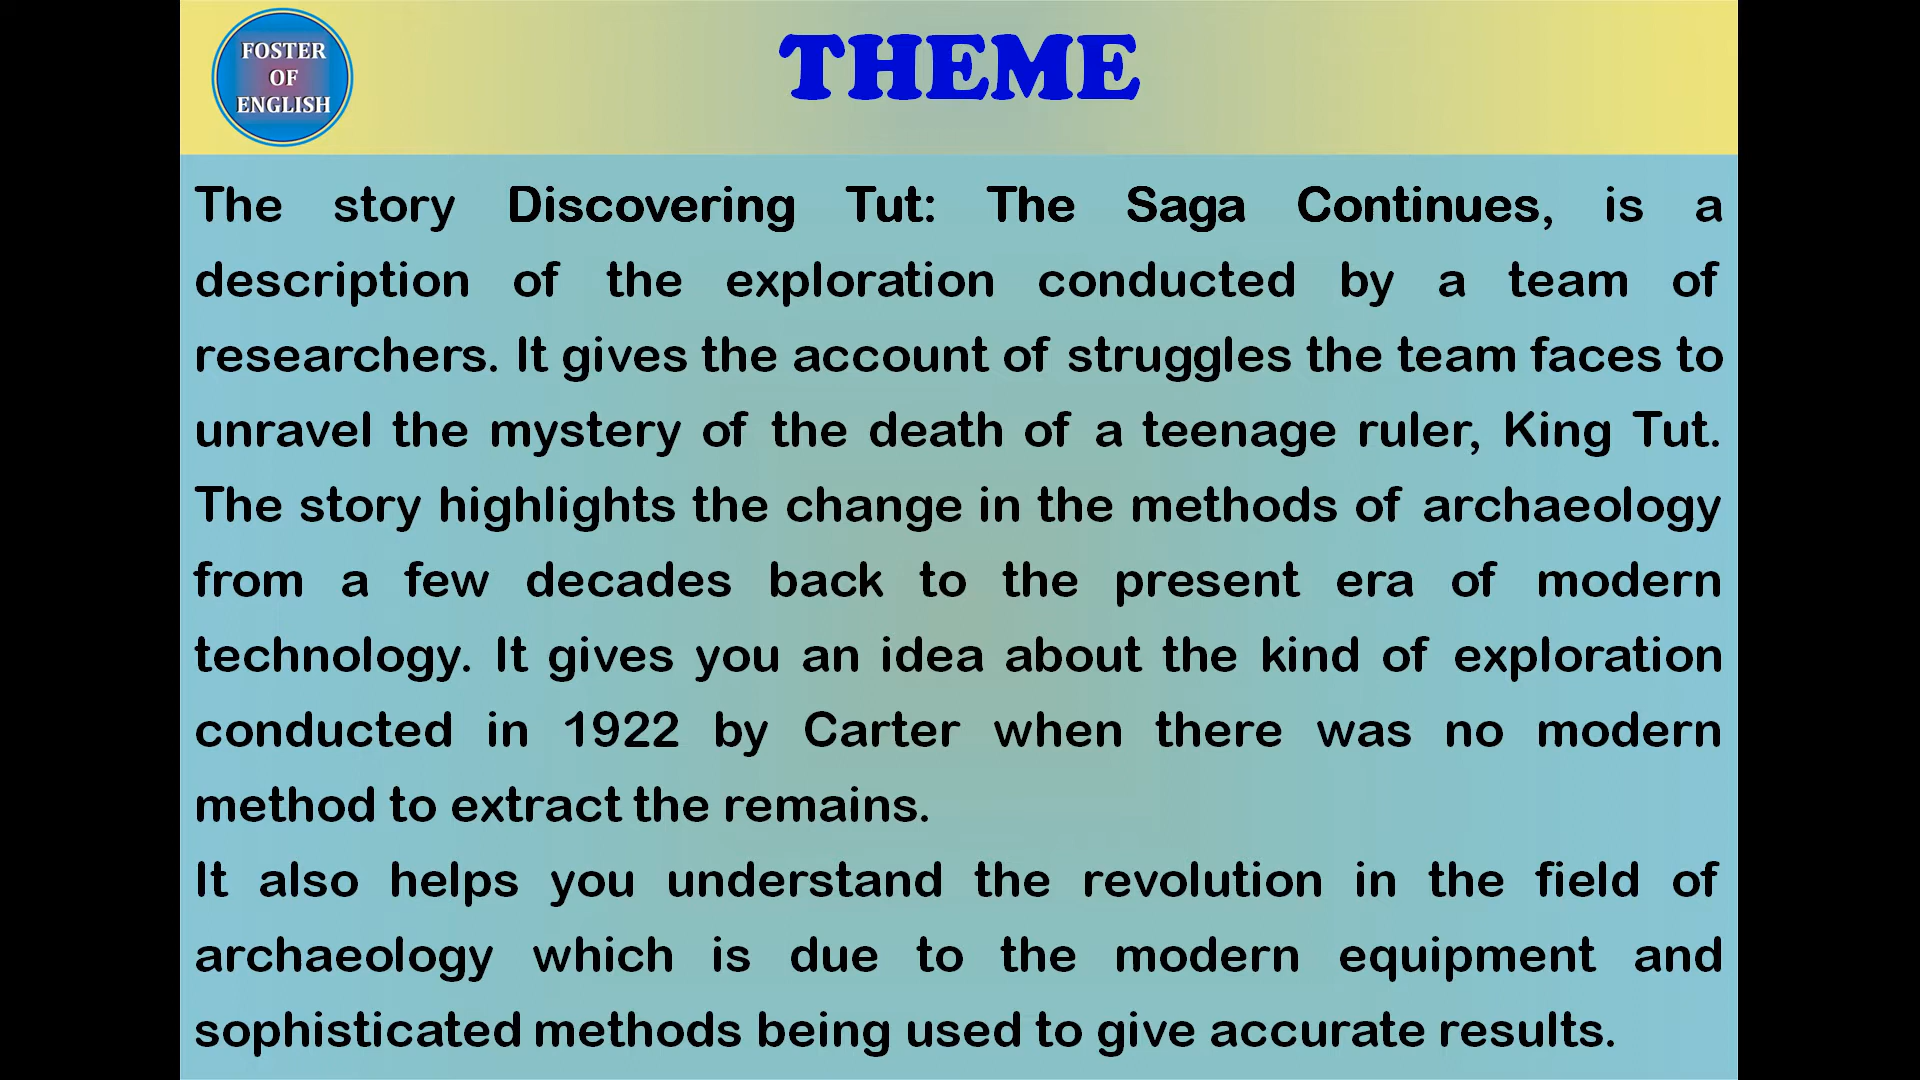 FOSTER
OF
ENGLISH
THEME
The story Discovering Tut: The Saga Continues, is a
description of the exploration conducted by a team of
researchers. It gives the account of struggles the team faces to
unravel the mystery of the death of a teenage ruler, King Tut.
The story highlights the change in the methods of archaeology
from a few decades back to the present era of modern
technology. It gives you an idea about the kind of exploration
conducted in 1922 by Carter when there was no modern
method to extract the remains.
It also helps you understand the revolution in the field of
archaeology which is due to the modern equipment and
sophisticated methods being used to give accurate results.